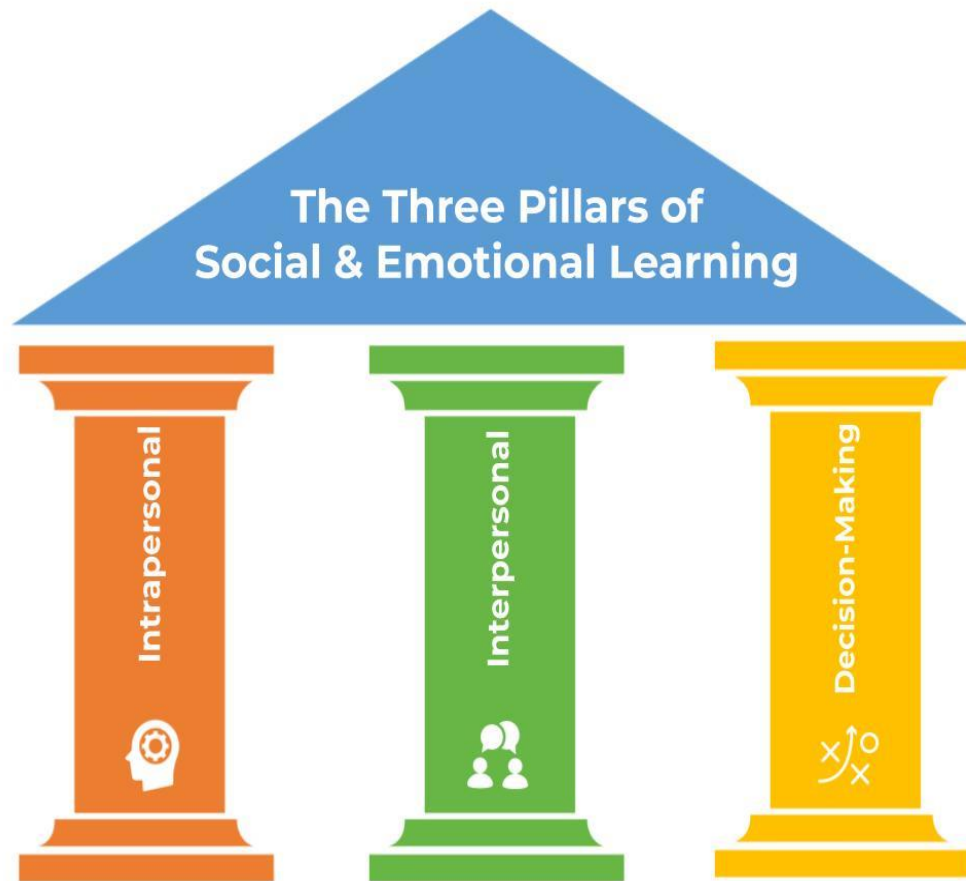 The Three Pillars of
Social & Emotional Learning
Intrapersonal
Interpersonal
Decision-Making